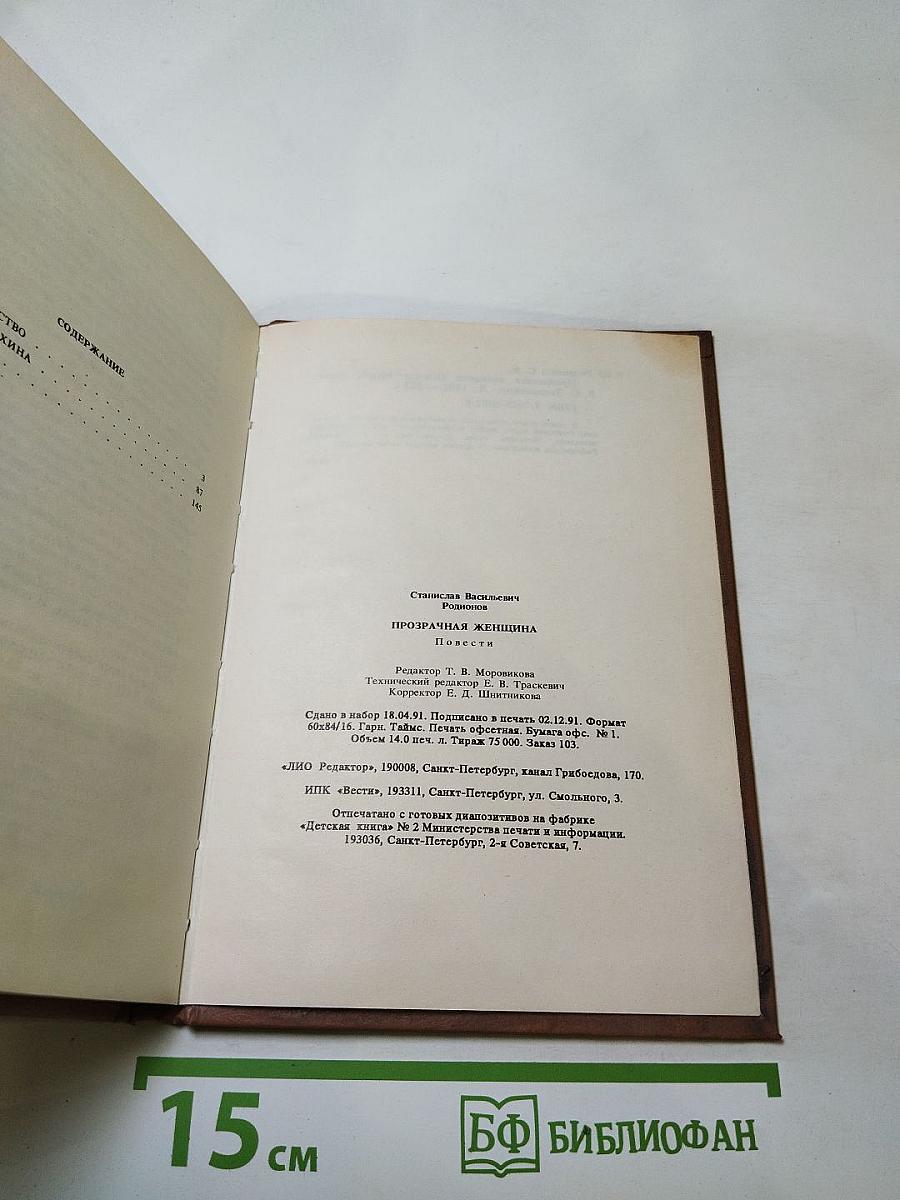 СОДЕРЖАНИЕ
СТВО . . . . . . . . . . 3
ХИНА . . . . . . . . . . 87
. . . . . . . . . . 145
Станислав Васильевич
Родионов
ПРОЗРАЧНАЯ ЖЕНЩИНА
Повести
Редактор Т. В. Моровикова
Технический редактор Е. В. Траскевич
Корректор Е. Д. Шнитникова
Сдано в набор 18.04.91. Подписано в печать 02.12.91. Формат
60х84/16. Гарн. Таймс. Печать офсетная. Бумага офс. № 1.
Объем 14.0 печ. л. Тираж 75 000. Заказ 103.
«ЛИО Редактор», 190008, Санкт-Петербург, канал Грибоедова, 170.
ИПК «Вести», 193311, Санкт-Петербург, ул. Смольного, 3.
Отпечатано с готовых диапозитивов на фабрике
«Детская книга» № 2 Министерства печати и информации.
193036, Санкт-Петербург, 2-я Советская, 7.
15 см
БФ БИБЛИОФАН